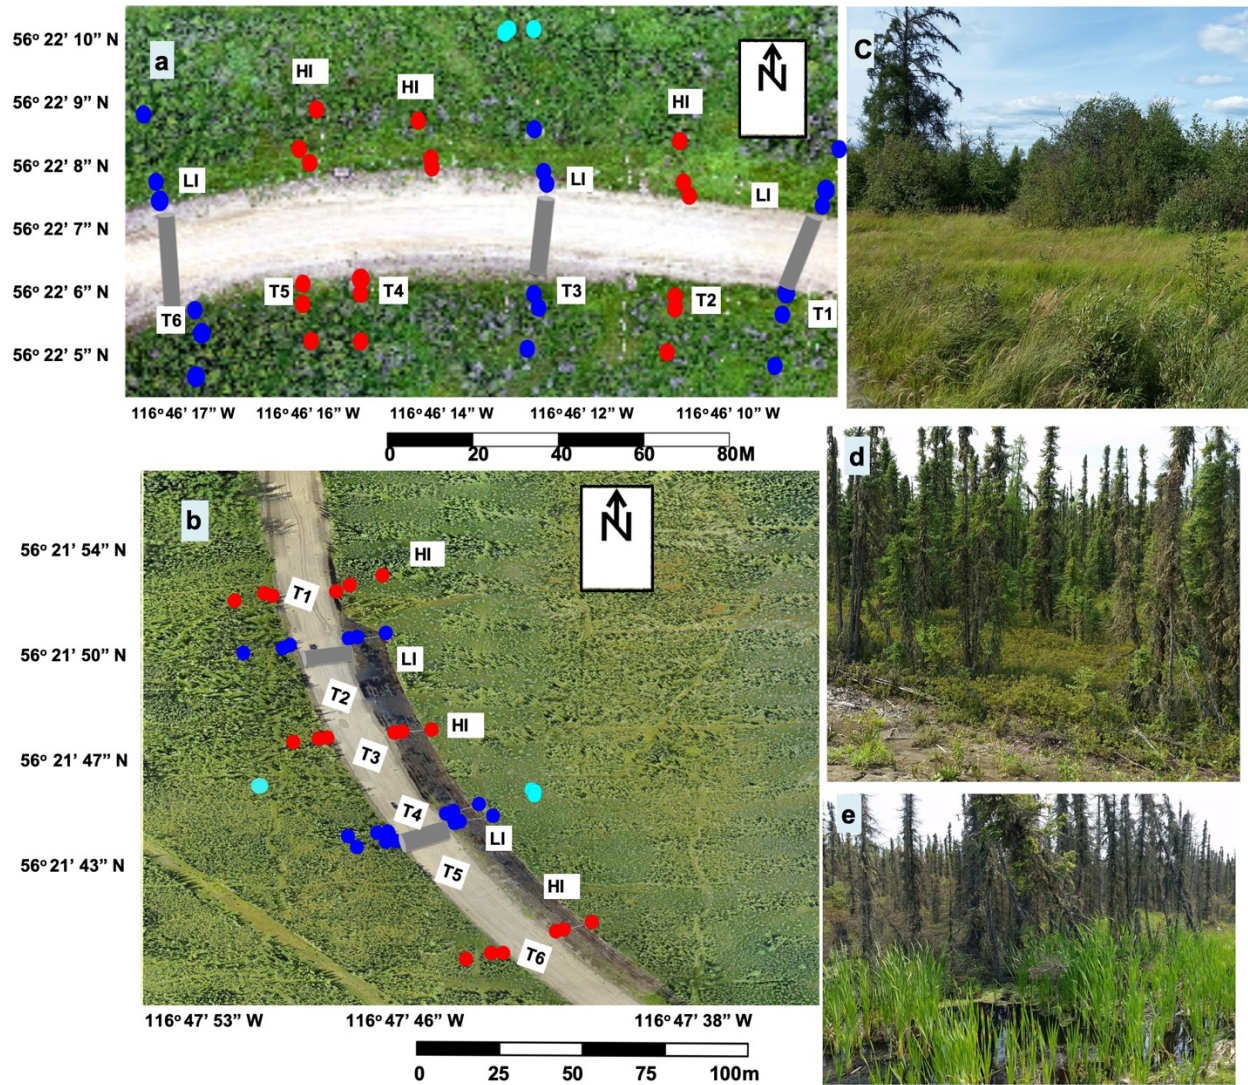 a
56° 22' 10" N
56° 22' 9" N
56° 22' 8" N
56° 22' 7" N
56° 22' 6" N
56° 22' 5" N
HI
HI
HI
N
LI
LI
LI
T6
T5
T4
T3
T2
T1
116°46' 17" W
116°46' 16" W
116°46' 14" W
116°46' 12" W
116°46' 10" W
0
20
40
60
80M
b
56° 21' 54" N
56° 21' 50" N
56° 21' 47" N
56° 21' 43" N
N
HI
T1
LI
T2
HI
T3
T4
LI
T5
HI
T6
116°47' 53" W
116°47' 46" W
116°47' 38" W
0
25
50
75
100m
C
d
e